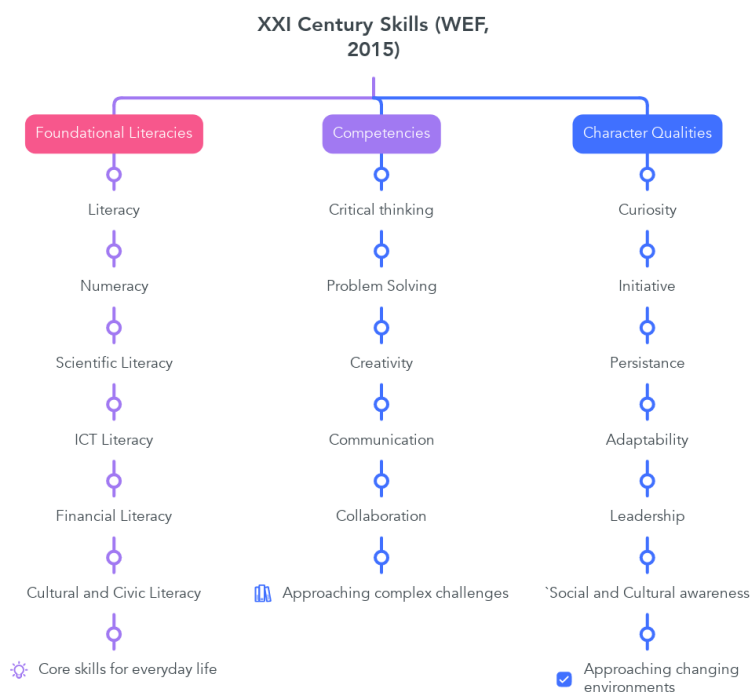 XXI Century Skills (WEF,
2015)
Foundational Literacies
Literacy
Numeracy
Scientific Literacy
ICT Literacy
Financial Literacy
Cultural and Civic Literacy
Core skills for everyday life
Competencies
Critical thinking
Problem Solving
Creativity
Communication
Collaboration
Approaching complex challenges
Character Qualities
Curiosity
Initiative
Persistance
Adaptability
Leadership
`Social and Cultural awareness
Approaching changing
environments